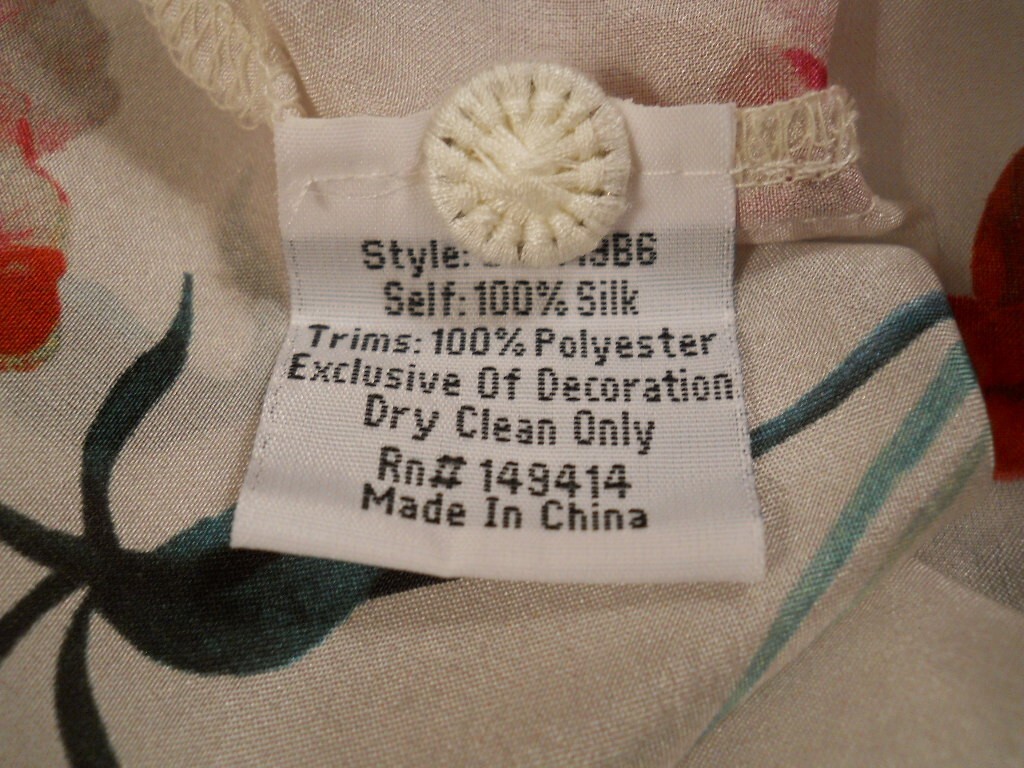 Style:
Self: 100% Silk
Trims: 100% Polyester
Exclusive Of Decoration
Dry Clean Only
Rn# 149414
Made In China